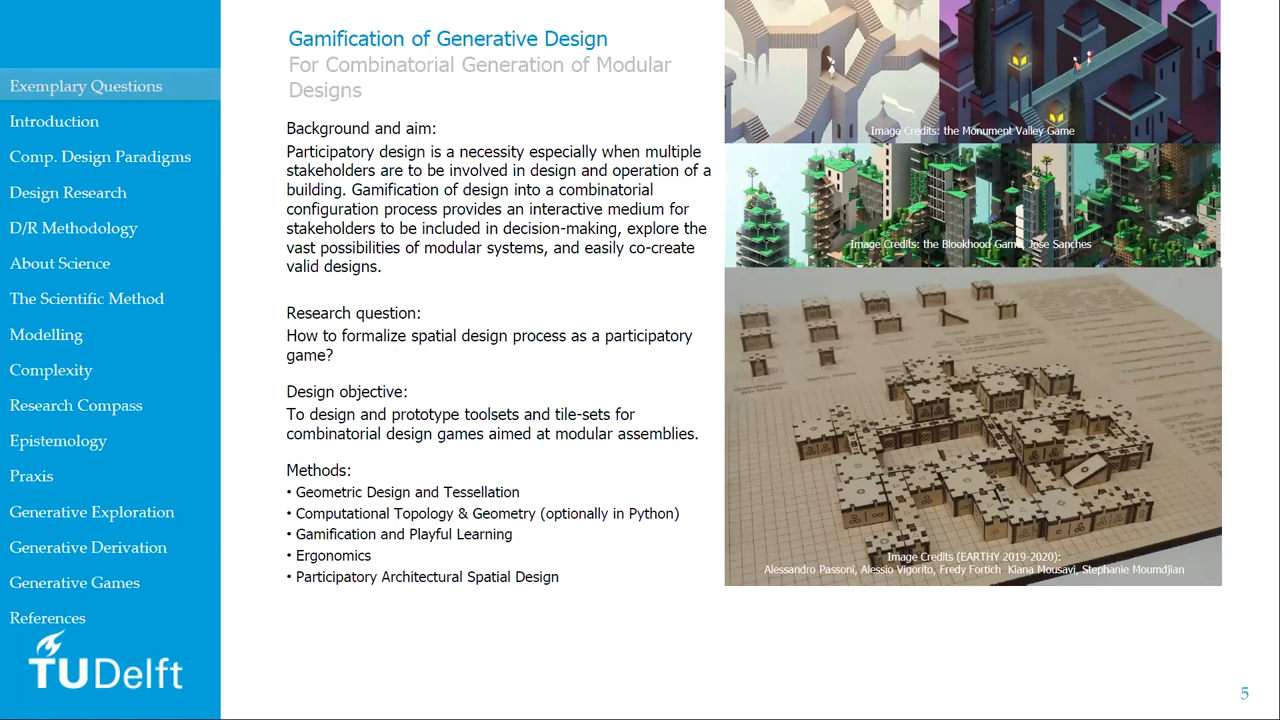 Exemplary Questions
Introduction
Comp. Design Paradigms
Design Research
D/R Methodology
About Science
The Scientific Method
Modelling
Complexity
Research Compass
Epistemology
Praxis
Generative Exploration
Generative Derivation
Generative Games
References
TUDelft
Gamification of Generative Design
For Combinatorial Generation of Modular
Designs
Background and aim:
Participatory design is a necessity especially when multiple
stakeholders are to be involved in design and operation of a
building. Gamification of design into a combinatorial
configuration process provides an interactive medium for
stakeholders to be included in decision-making, explore the
vast possibilities of modular systems, and easily co-create
valid designs.
Research question:
How to formalize spatial design process as a participatory
game?
Design objective:
To design and prototype toolsets and tile-sets for
combinatorial design games aimed at modular assemblies.
Methods:
• Geometric Design and Tessellation
• Computational Topology & Geometry (optionally in Python)
• Gamification and Playful Learning
• Ergonomics
• Participatory Architectural Spatial Design
Image Credits: the Monument Valley Game
Image Credits: the Blookhood Game, Jose Sanches
Image Credits (EARTHY 2019-2020):
Alessandro Passoni, Alessio Vigorito, Fredy Fortich Kiana Mousavi, Stephanie Moumdjian
5